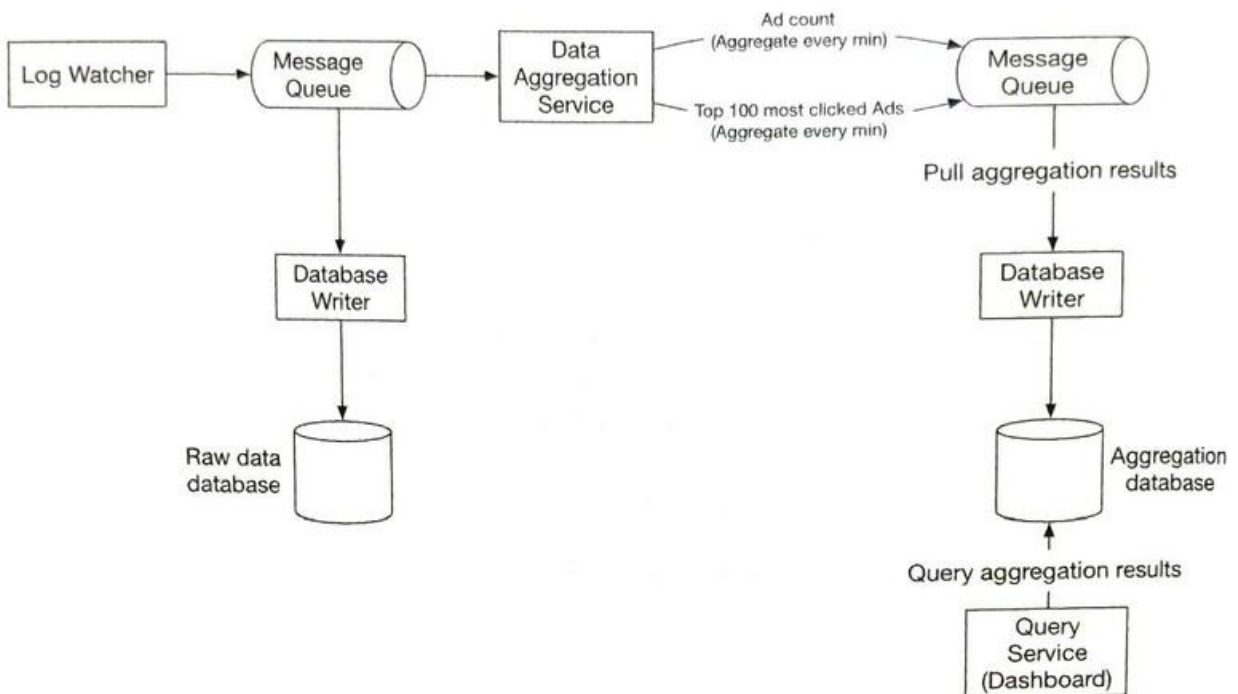 Log Watcher
Message
Queue
Data
Aggregation
Service
Ad count
(Aggregate every min)
Top 100 most clicked Ads
(Aggregate every min)
Message
Queue
Pull aggregation results
Database
Writer
Database
Writer
Raw data
database
Aggregation
database
Query aggregation results
Query
Service
(Dashboard)